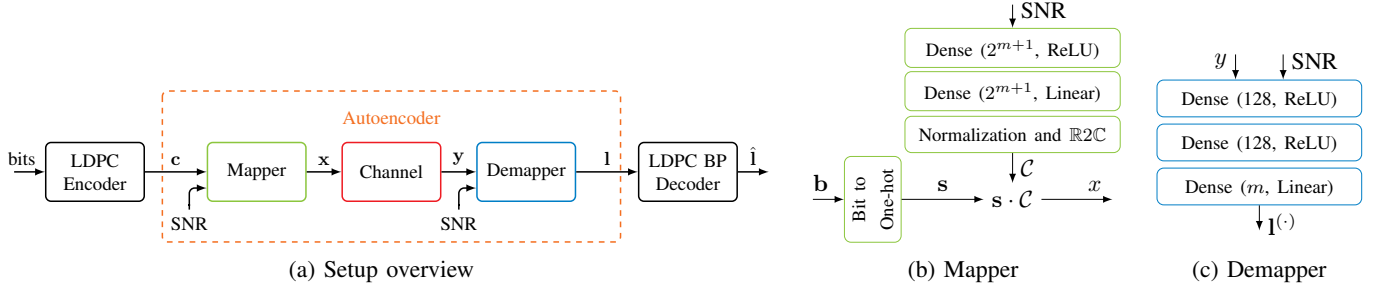 Autoencoder
bits
LDPC
Encoder
c
Mapper
x
Channel
y
Demapper
l
LDPC BP
Decoder
l̂
SNR
SNR
(a) Setup overview
SNR
Dense (2^{m+1}, ReLU)
Dense (2^{m+1}, Linear)
Normalization and ℝ2ℂ
𝒞
b
Bit to
One-hot
s
s · 𝒞
x
(b) Mapper
y
SNR
Dense (128, ReLU)
Dense (128, ReLU)
Dense (m, Linear)
l^{(·)}
(c) Demapper